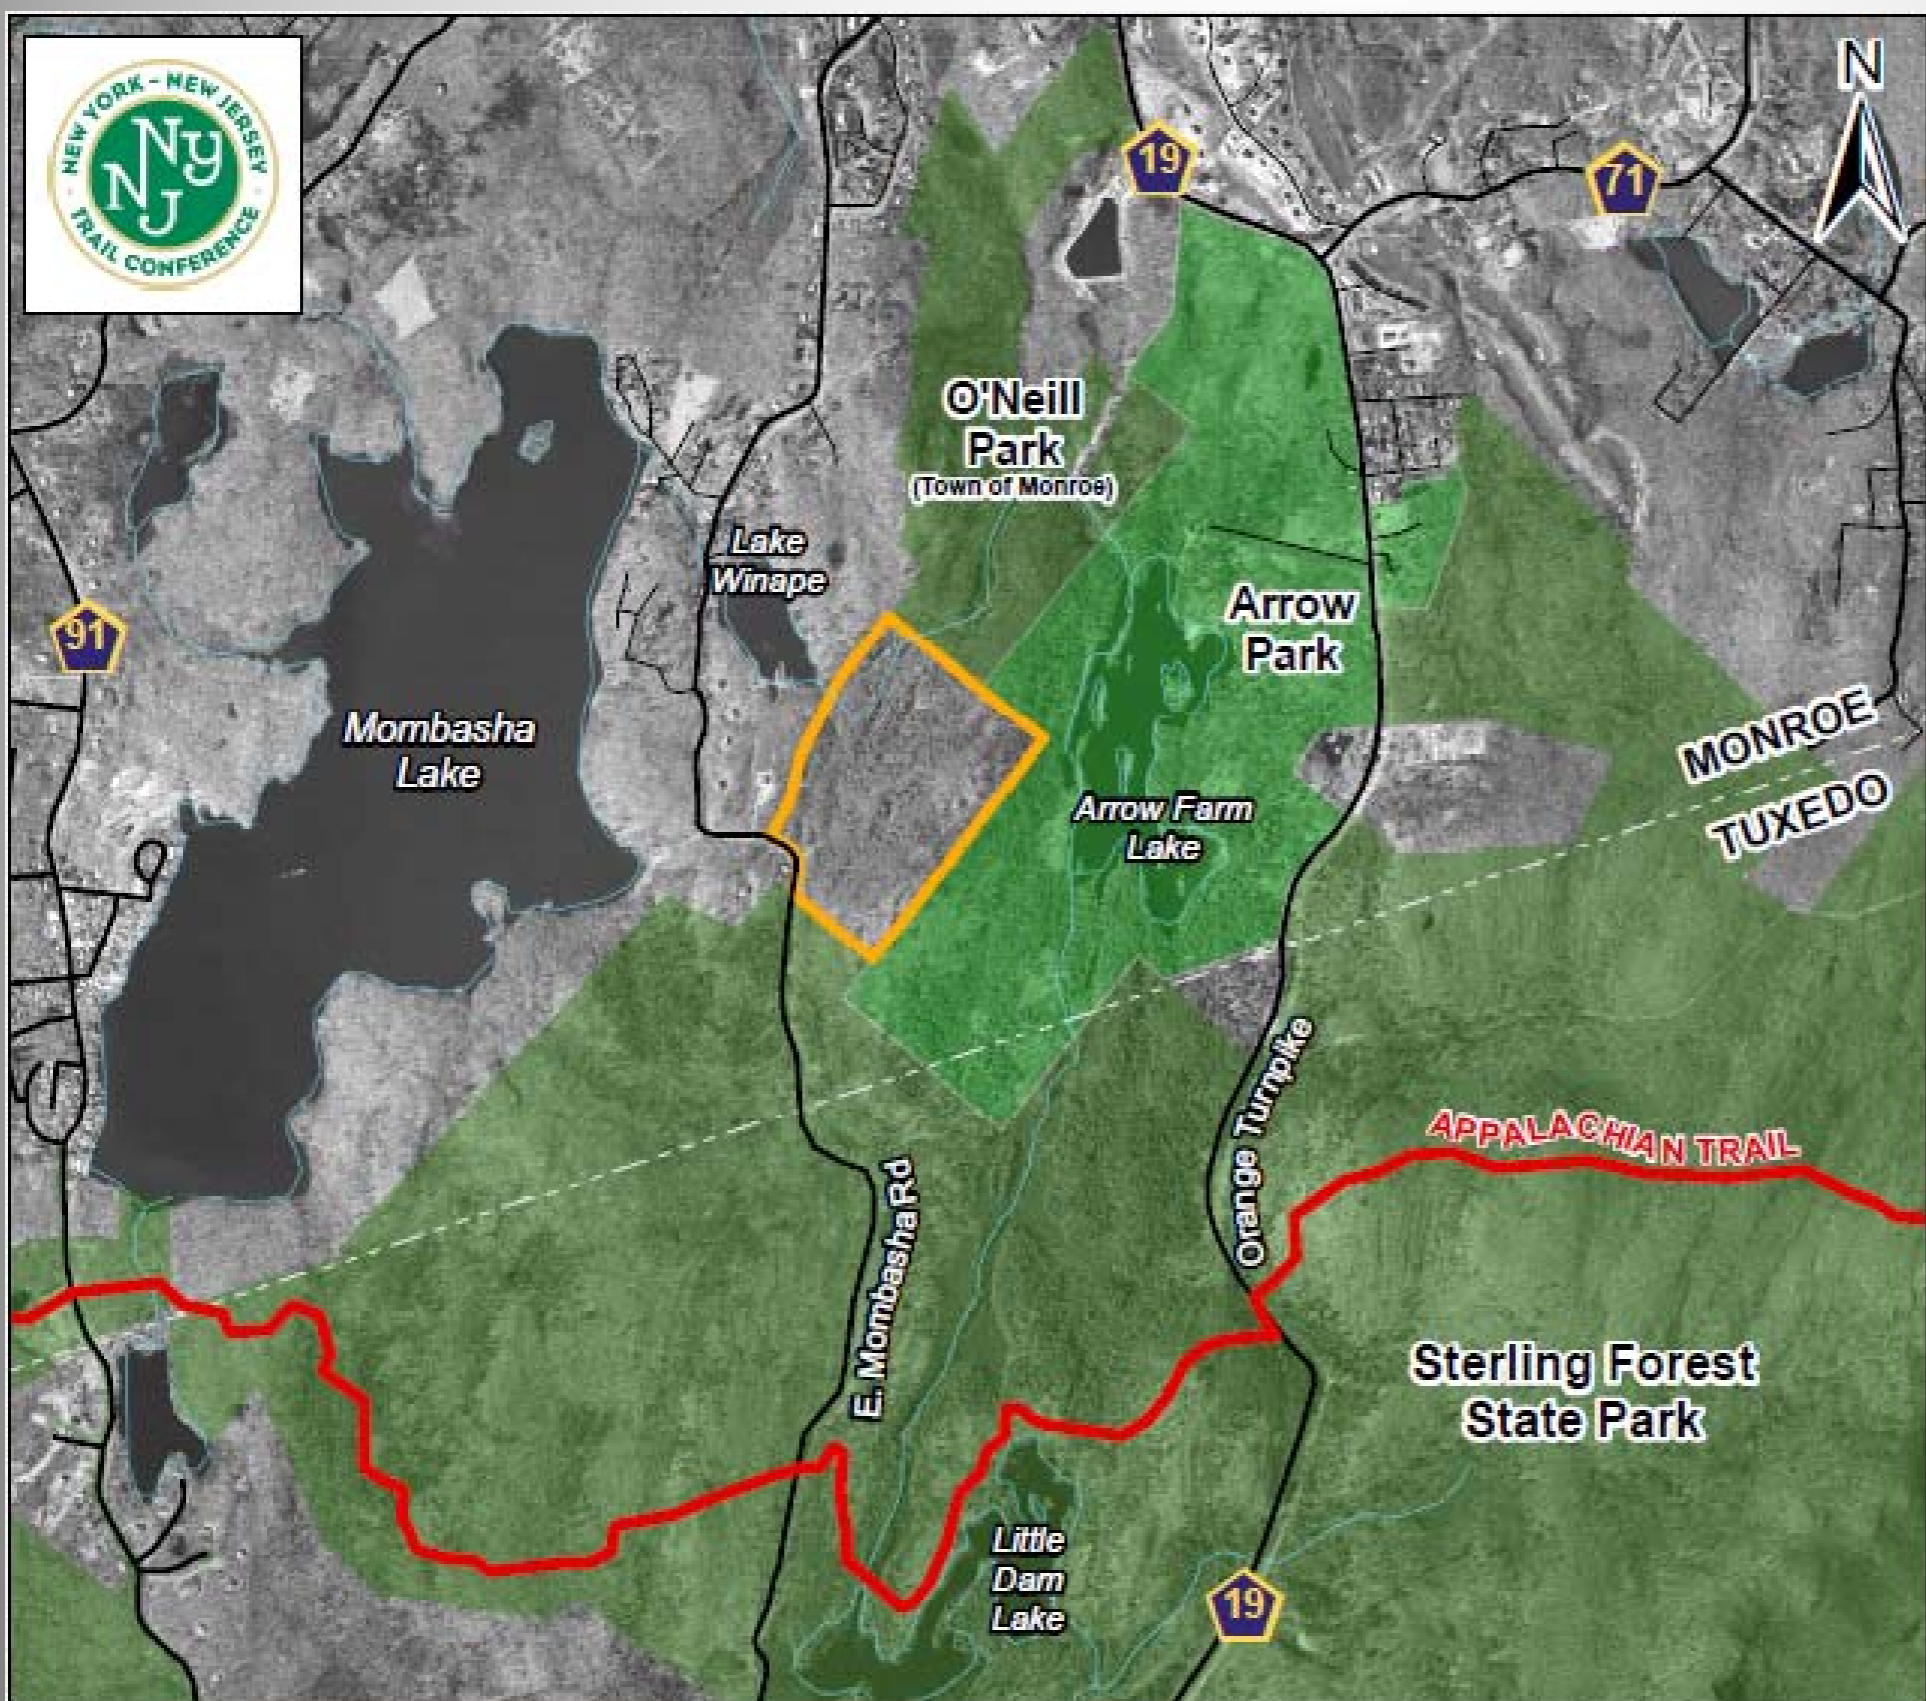 NEW YORK - NEW JERSEY
NY
NJ
TRAIL CONFERENCE
N
19
71
O'Neill
Park
(Town of Monroe)
Lake
Winape
Arrow
Park
91
Mombasha
Lake
MONROE
TUXEDO
Arrow Farm
Lake
Orange Turnpike
APPALACHIAN TRAIL
E. Mombasha Rd
Sterling Forest
State Park
Little
Dam
Lake
19